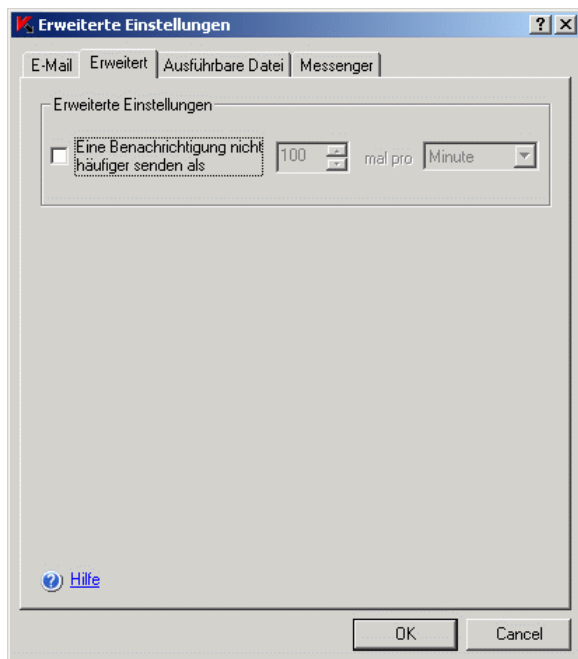 Erweiterte Einstellungen
E-Mail Erweitert Ausführbare Datei Messenger
Erweiterte Einstellungen
Eine Benachrichtigung nicht
häufiger senden als
100 mal pro Minute
Hilfe
OK Cancel